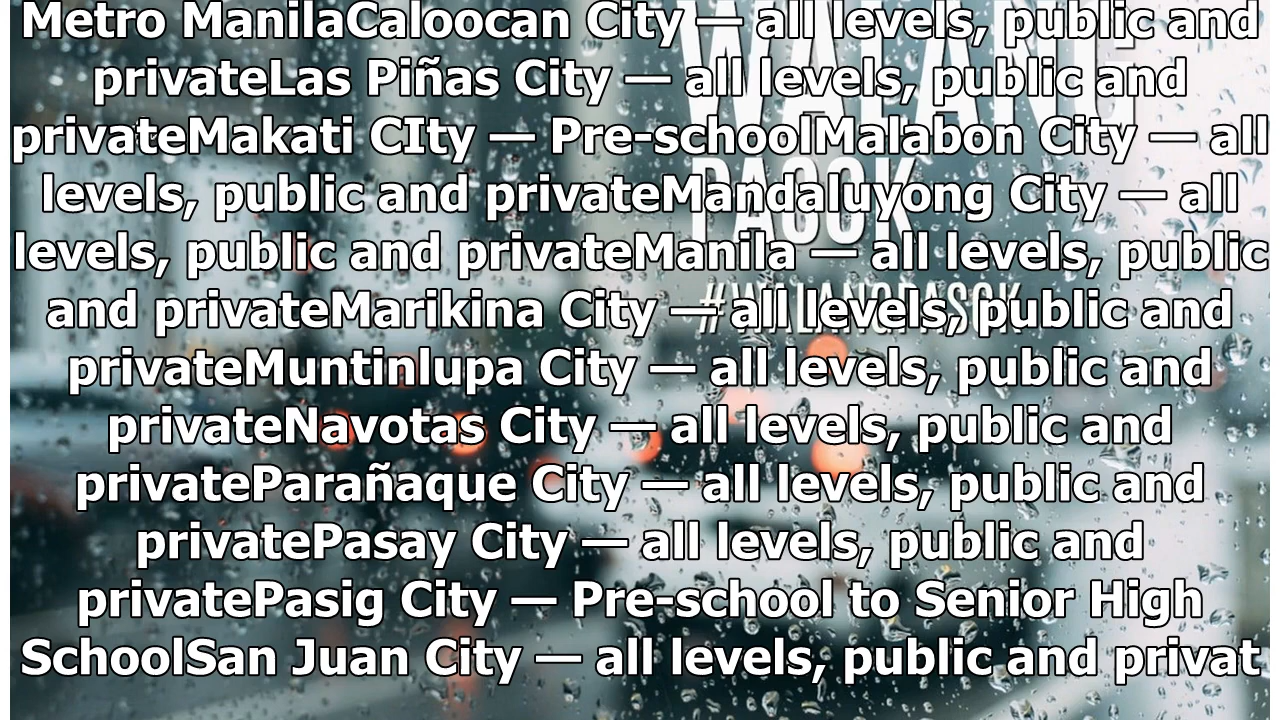 Metro ManilaCaloocan City — all levels, public and
privateLas Piñas City — all levels, public and
privateMakati CIty — Pre-schoolMalabon City — all
levels, public and privateMandaluyong City — all
levels, public and privateManila — all levels, public
and privateMarikina City — all levels, public and
privateMuntinlupa City — all levels, public and
privateNavotas City — all levels, public and
privateParañaque City — all levels, public and
privatePasay City — all levels, public and
privatePasig City — Pre-school to Senior High
SchoolSan Juan City — all levels, public and privat
WALANG
PASOK
#WALANGPASOK